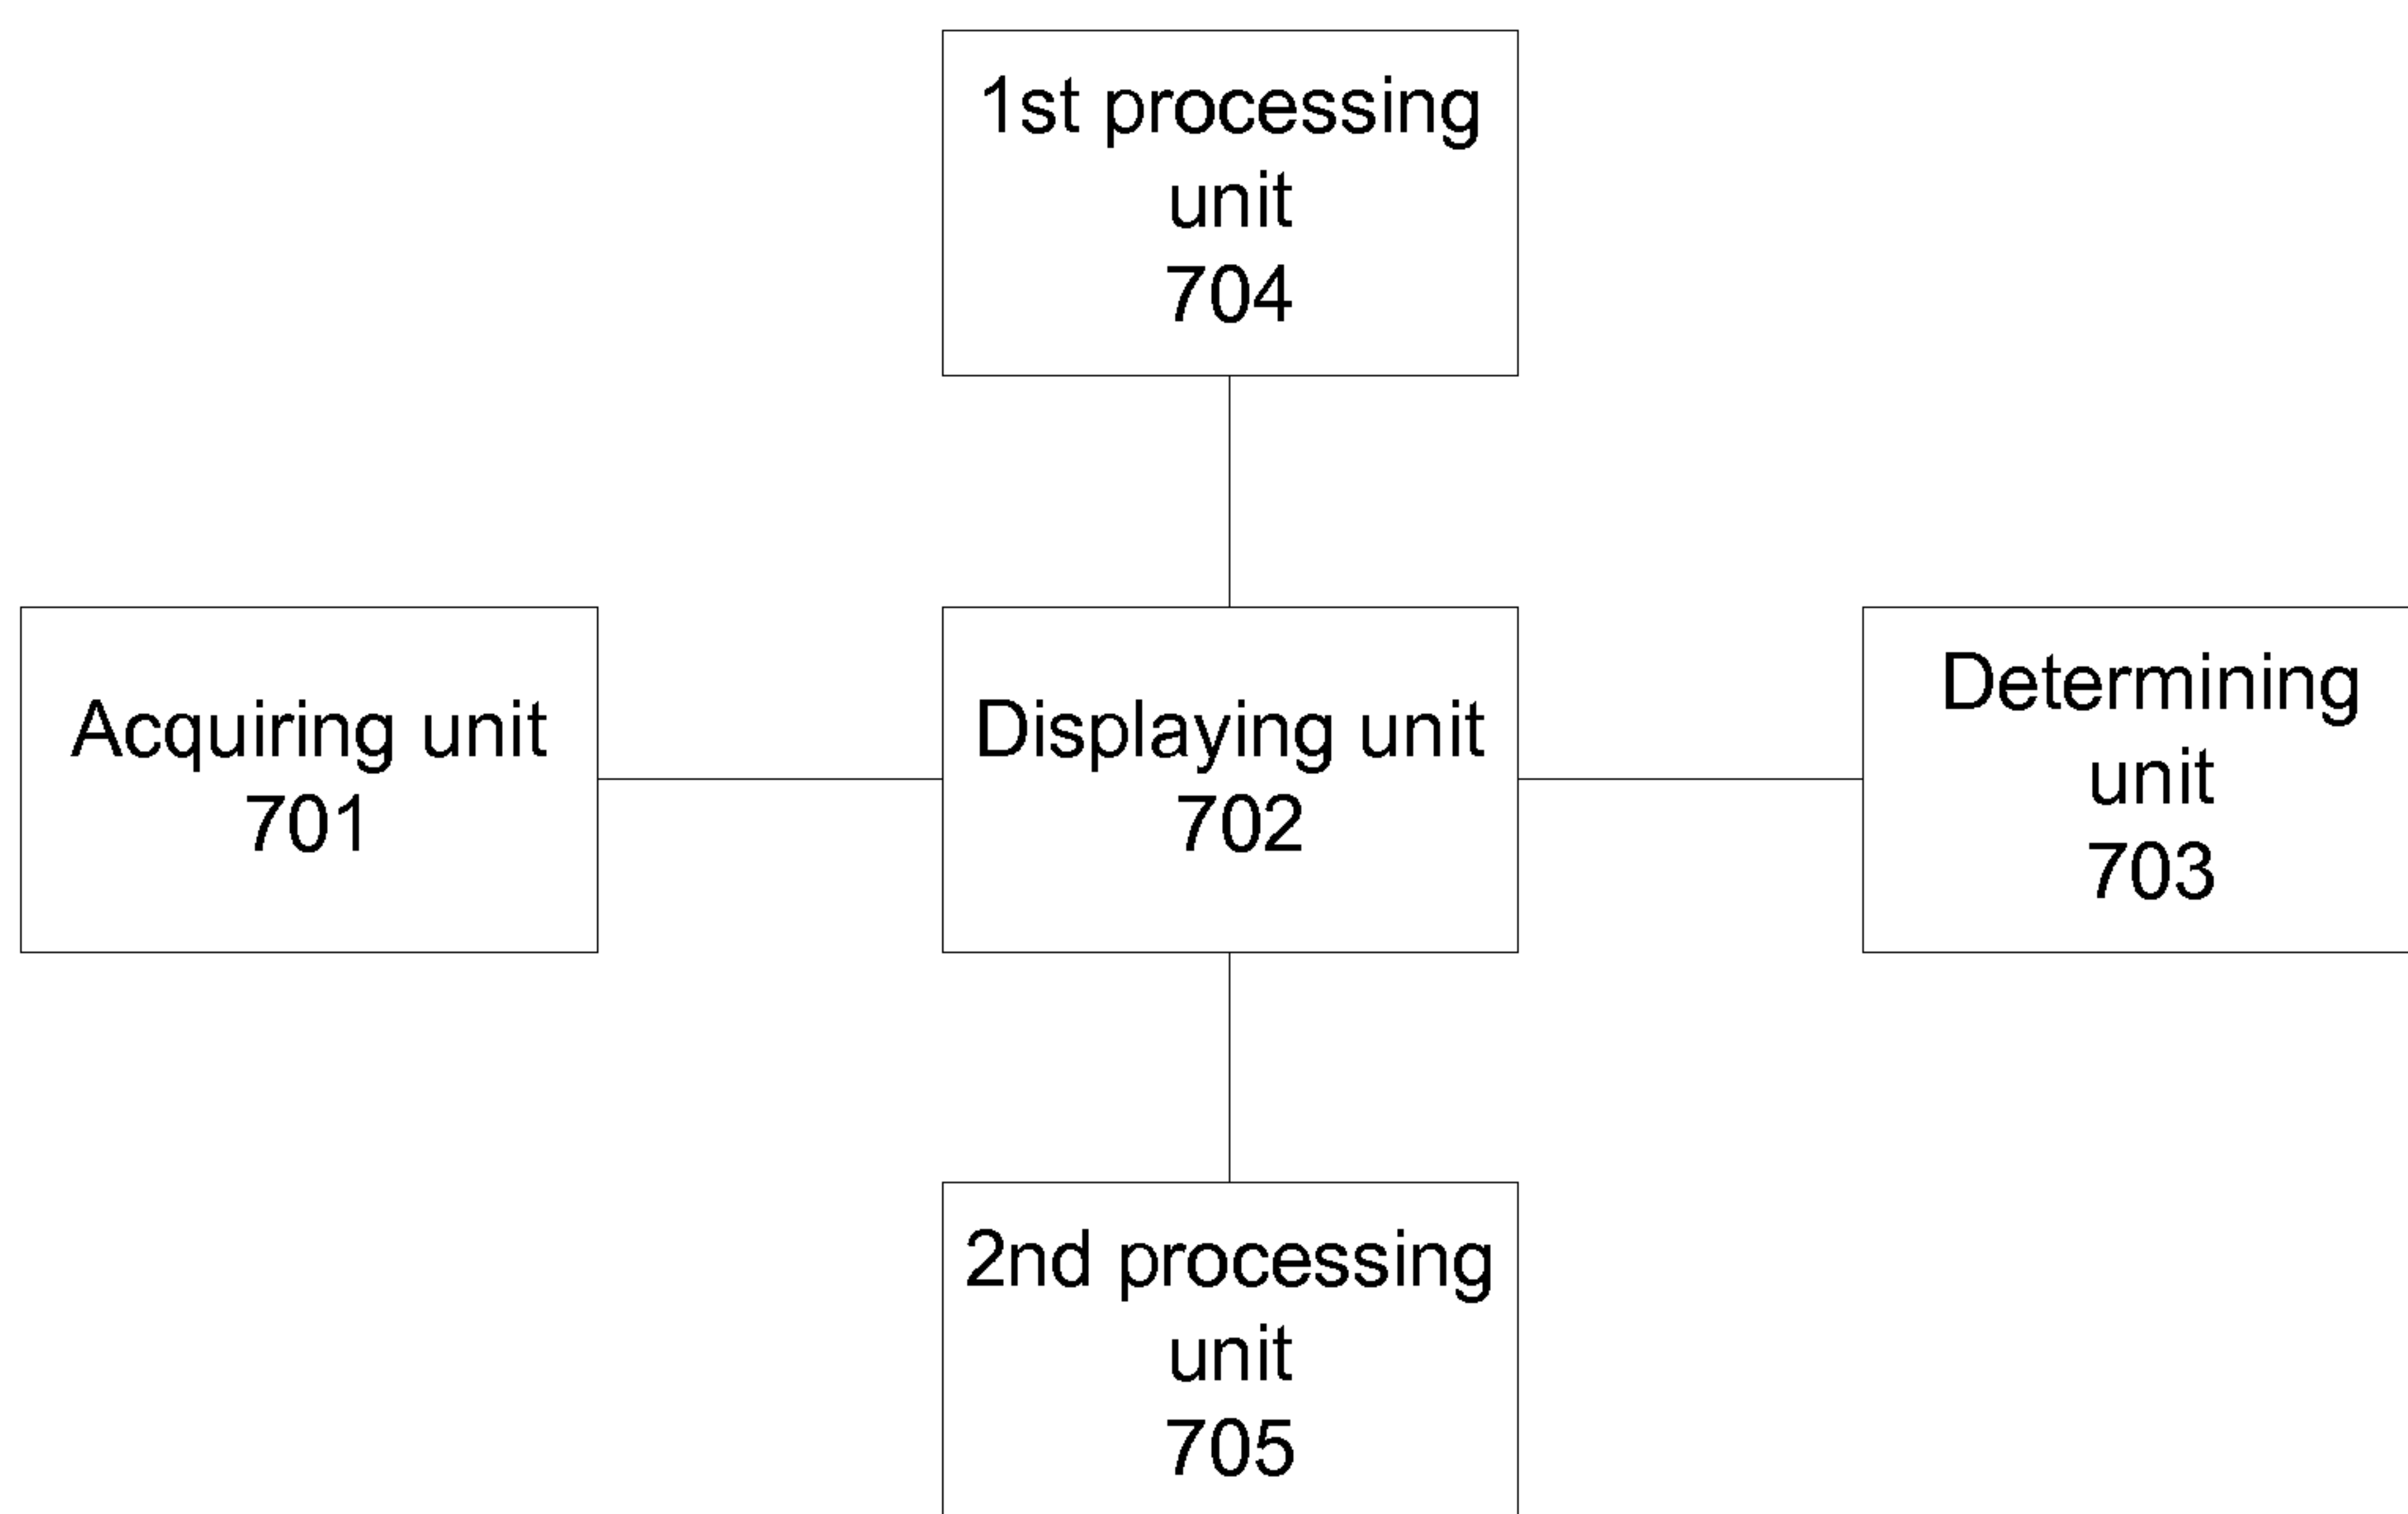 1st processing
unit
704
Acquiring unit
701
Displaying unit
702
Determining
unit
703
2nd processing
unit
705